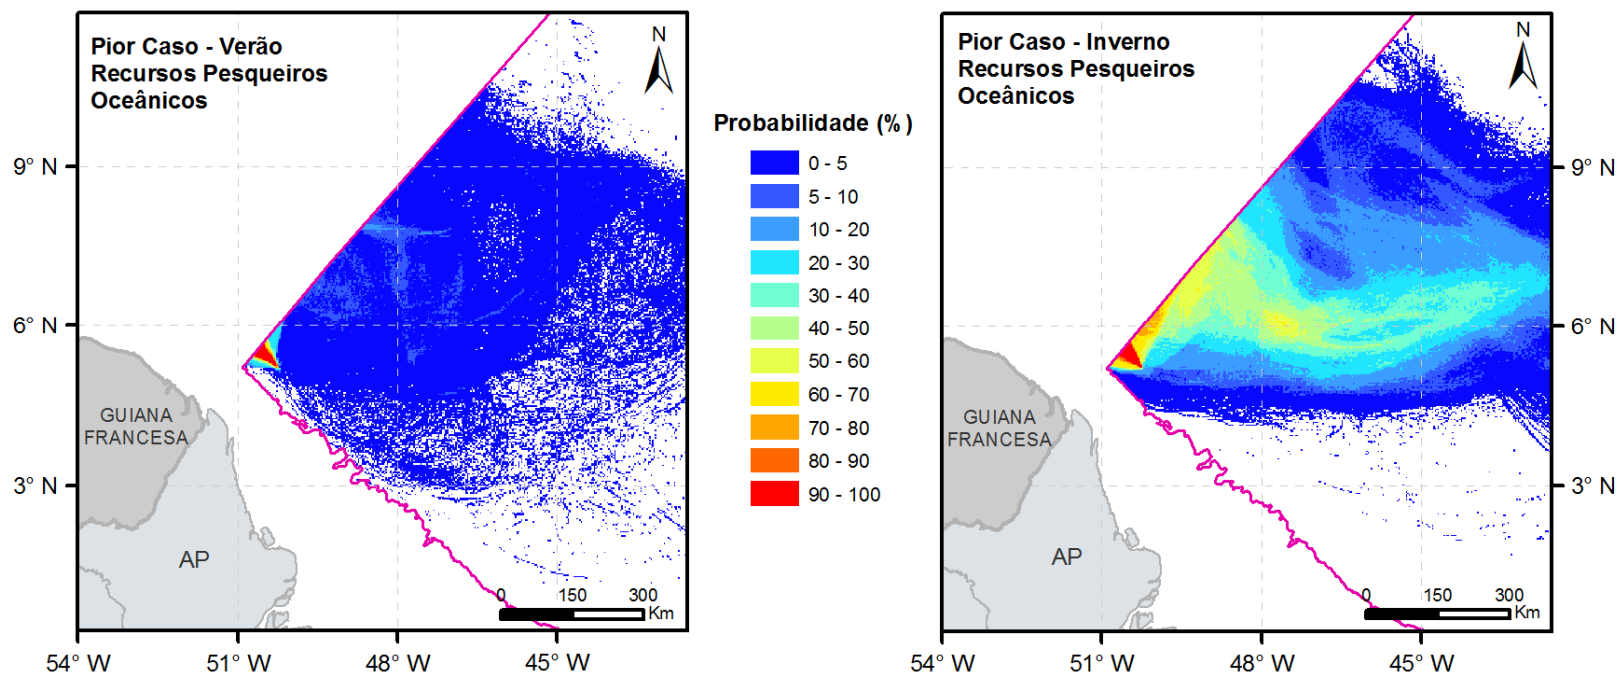 Pior Caso - Verão
Recursos Pesqueiros
Oceânicos
N
9° N
6° N
3° N
GUIANA
FRANCESA
AP
0 150 300
Km
54° W 51° W 48° W 45° W
Probabilidade (%)
0 - 5
5 - 10
10 - 20
20 - 30
30 - 40
40 - 50
50 - 60
60 - 70
70 - 80
80 - 90
90 - 100
Pior Caso - Inverno
Recursos Pesqueiros
Oceânicos
N
9° N
6° N
3° N
GUIANA
FRANCESA
AP
0 150 300
Km
54° W 51° W 48° W 45° W